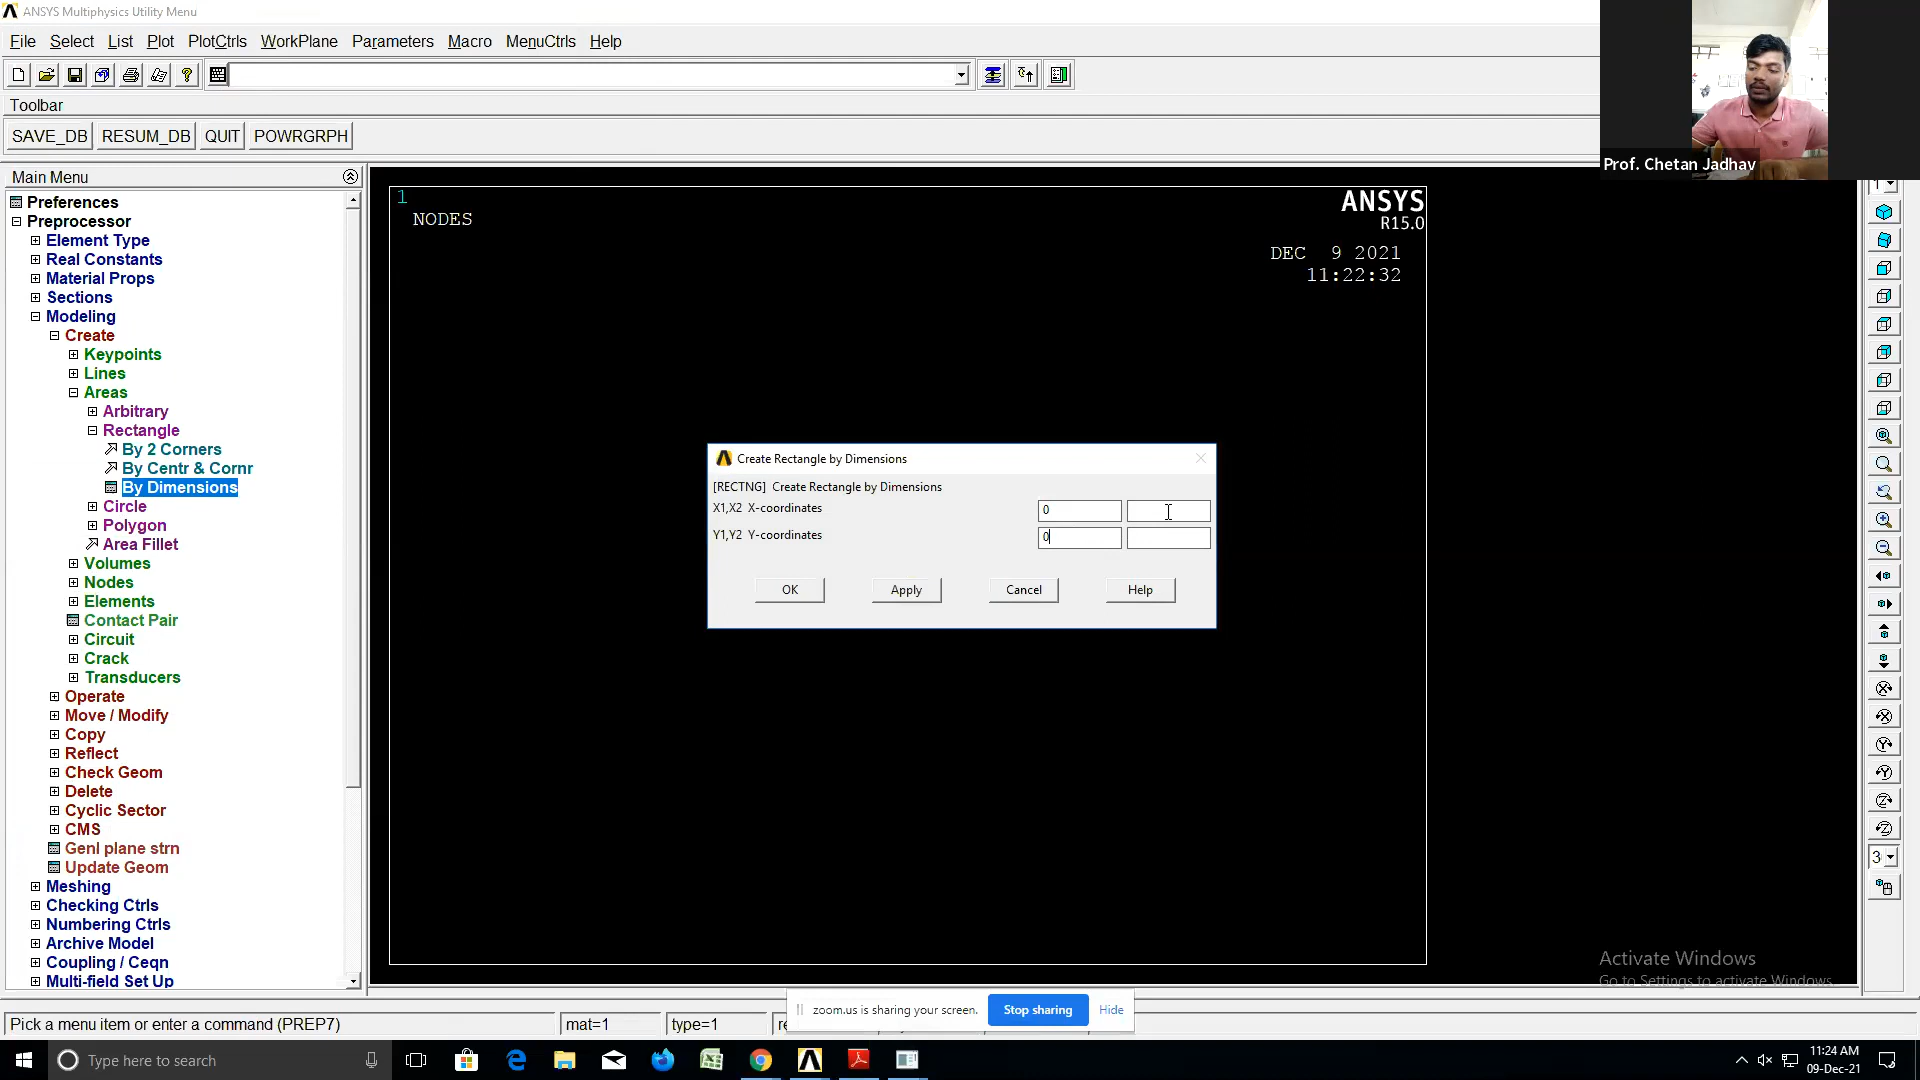 ANSYS Multiphysics Utility Menu
File Select List Plot PlotCtrls WorkPlane Parameters Macro MenuCtrls Help
Toolbar
SAVE_DB RESUM_DB QUIT POWRGRPH
Prof. Chetan Jadhav
Main Menu
Preferences
Preprocessor
Element Type
Real Constants
Material Props
Sections
Modeling
Create
Keypoints
Lines
Areas
Arbitrary
Rectangle
By 2 Corners
By Centr & Cornr
By Dimensions
Circle
Polygon
Area Fillet
Volumes
Nodes
Elements
Contact Pair
Circuit
Crack
Transducers
Operate
Move / Modify
Copy
Reflect
Check Geom
Delete
Cyclic Sector
CMS
Genl plane strn
Update Geom
Meshing
Checking Ctrls
Numbering Ctrls
Archive Model
Coupling / Ceqn
Multi-field Set Up
1
NODES
ANSYS
R15.0
DEC 9 2021
11:22:32
Create Rectangle by Dimensions
[RECTNG] Create Rectangle by Dimensions
X1,X2 X-coordinates 0
Y1,Y2 Y-coordinates 0
OK Apply Cancel Help
3
Activate Windows
Go to Settings to activate Windows.
zoom.us is sharing your screen. Stop sharing Hide
Pick a menu item or enter a command (PREP7) mat=1 type=1
Type here to search
11:24 AM
09-Dec-21